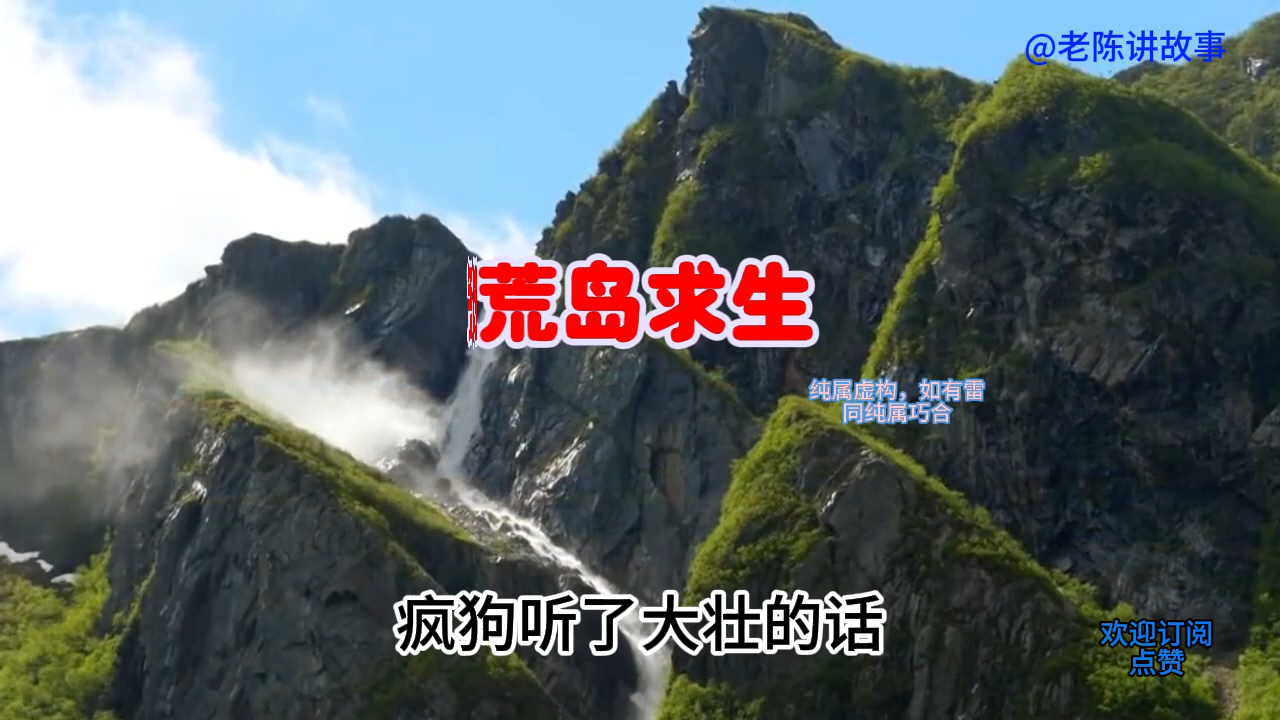 @老陈讲故事
荒岛求生
纯属虚构，如有雷
同纯属巧合
疯狗听了大壮的话
欢迎订阅
点赞